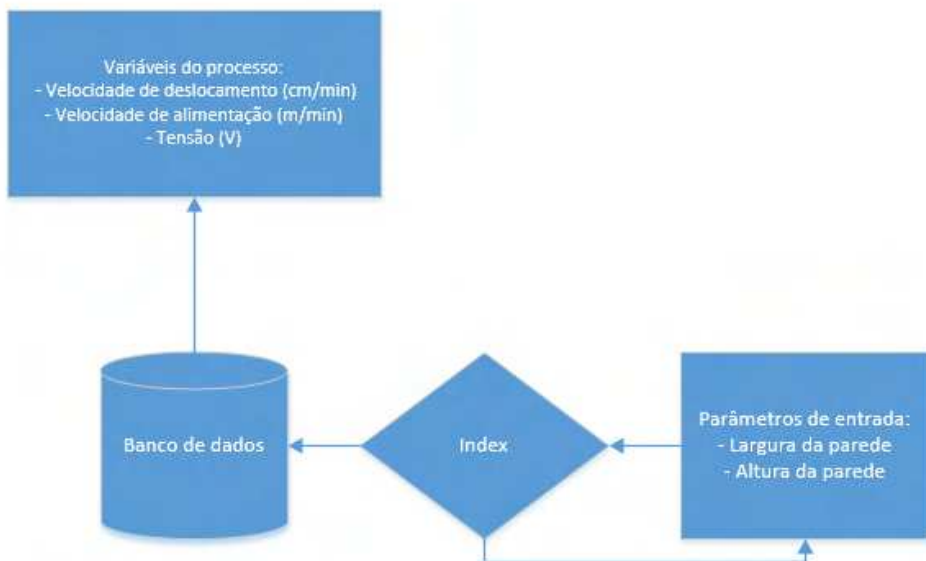 Variáveis do processo:
- Velocidade de deslocamento (cm/min)
- Velocidade de alimentação (m/min)
- Tensão (V)
Banco de dados
Index
Parâmetros de entrada:
- Largura da parede
- Altura da parede